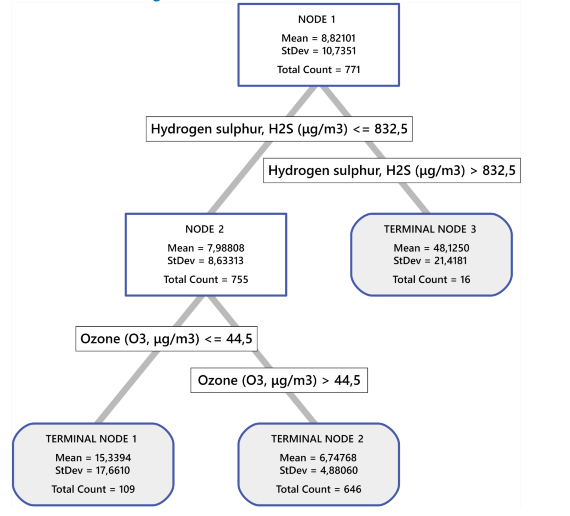 NODE 1
Mean = 8,82101
StDev = 10,7351
Total Count = 771
Hydrogen sulphur, H2S (µg/m3) <= 832,5
Hydrogen sulphur, H2S (µg/m3) > 832,5
NODE 2
Mean = 7,98808
StDev = 8,63313
Total Count = 755
TERMINAL NODE 3
Mean = 48,1250
StDev = 21,4181
Total Count = 16
Ozone (O3, µg/m3) <= 44,5
Ozone (O3, µg/m3) > 44,5
TERMINAL NODE 1
Mean = 15,3394
StDev = 17,6610
Total Count = 109
TERMINAL NODE 2
Mean = 6,74768
StDev = 4,88060
Total Count = 646